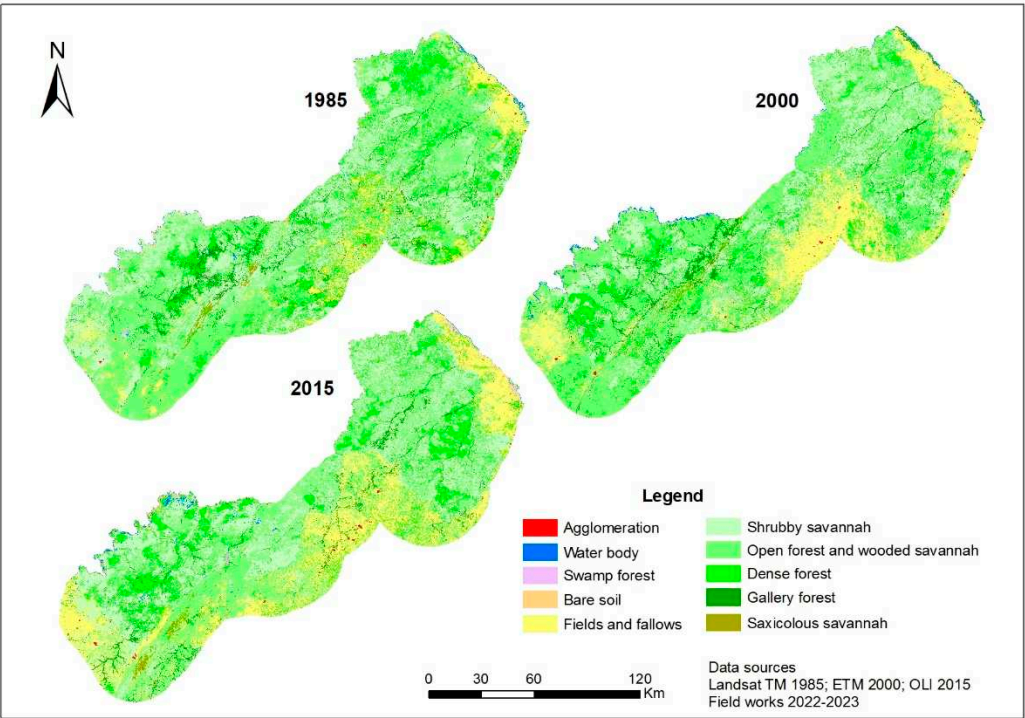 N
1985
2000
2015
Legend
Agglomeration
Water body
Swamp forest
Bare soil
Fields and fallows
Shrubby savannah
Open forest and wooded savannah
Dense forest
Gallery forest
Saxicolous savannah
0 30 60 120
Km
Data sources
Landsat TM 1985; ETM 2000; OLI 2015
Field works 2022-2023